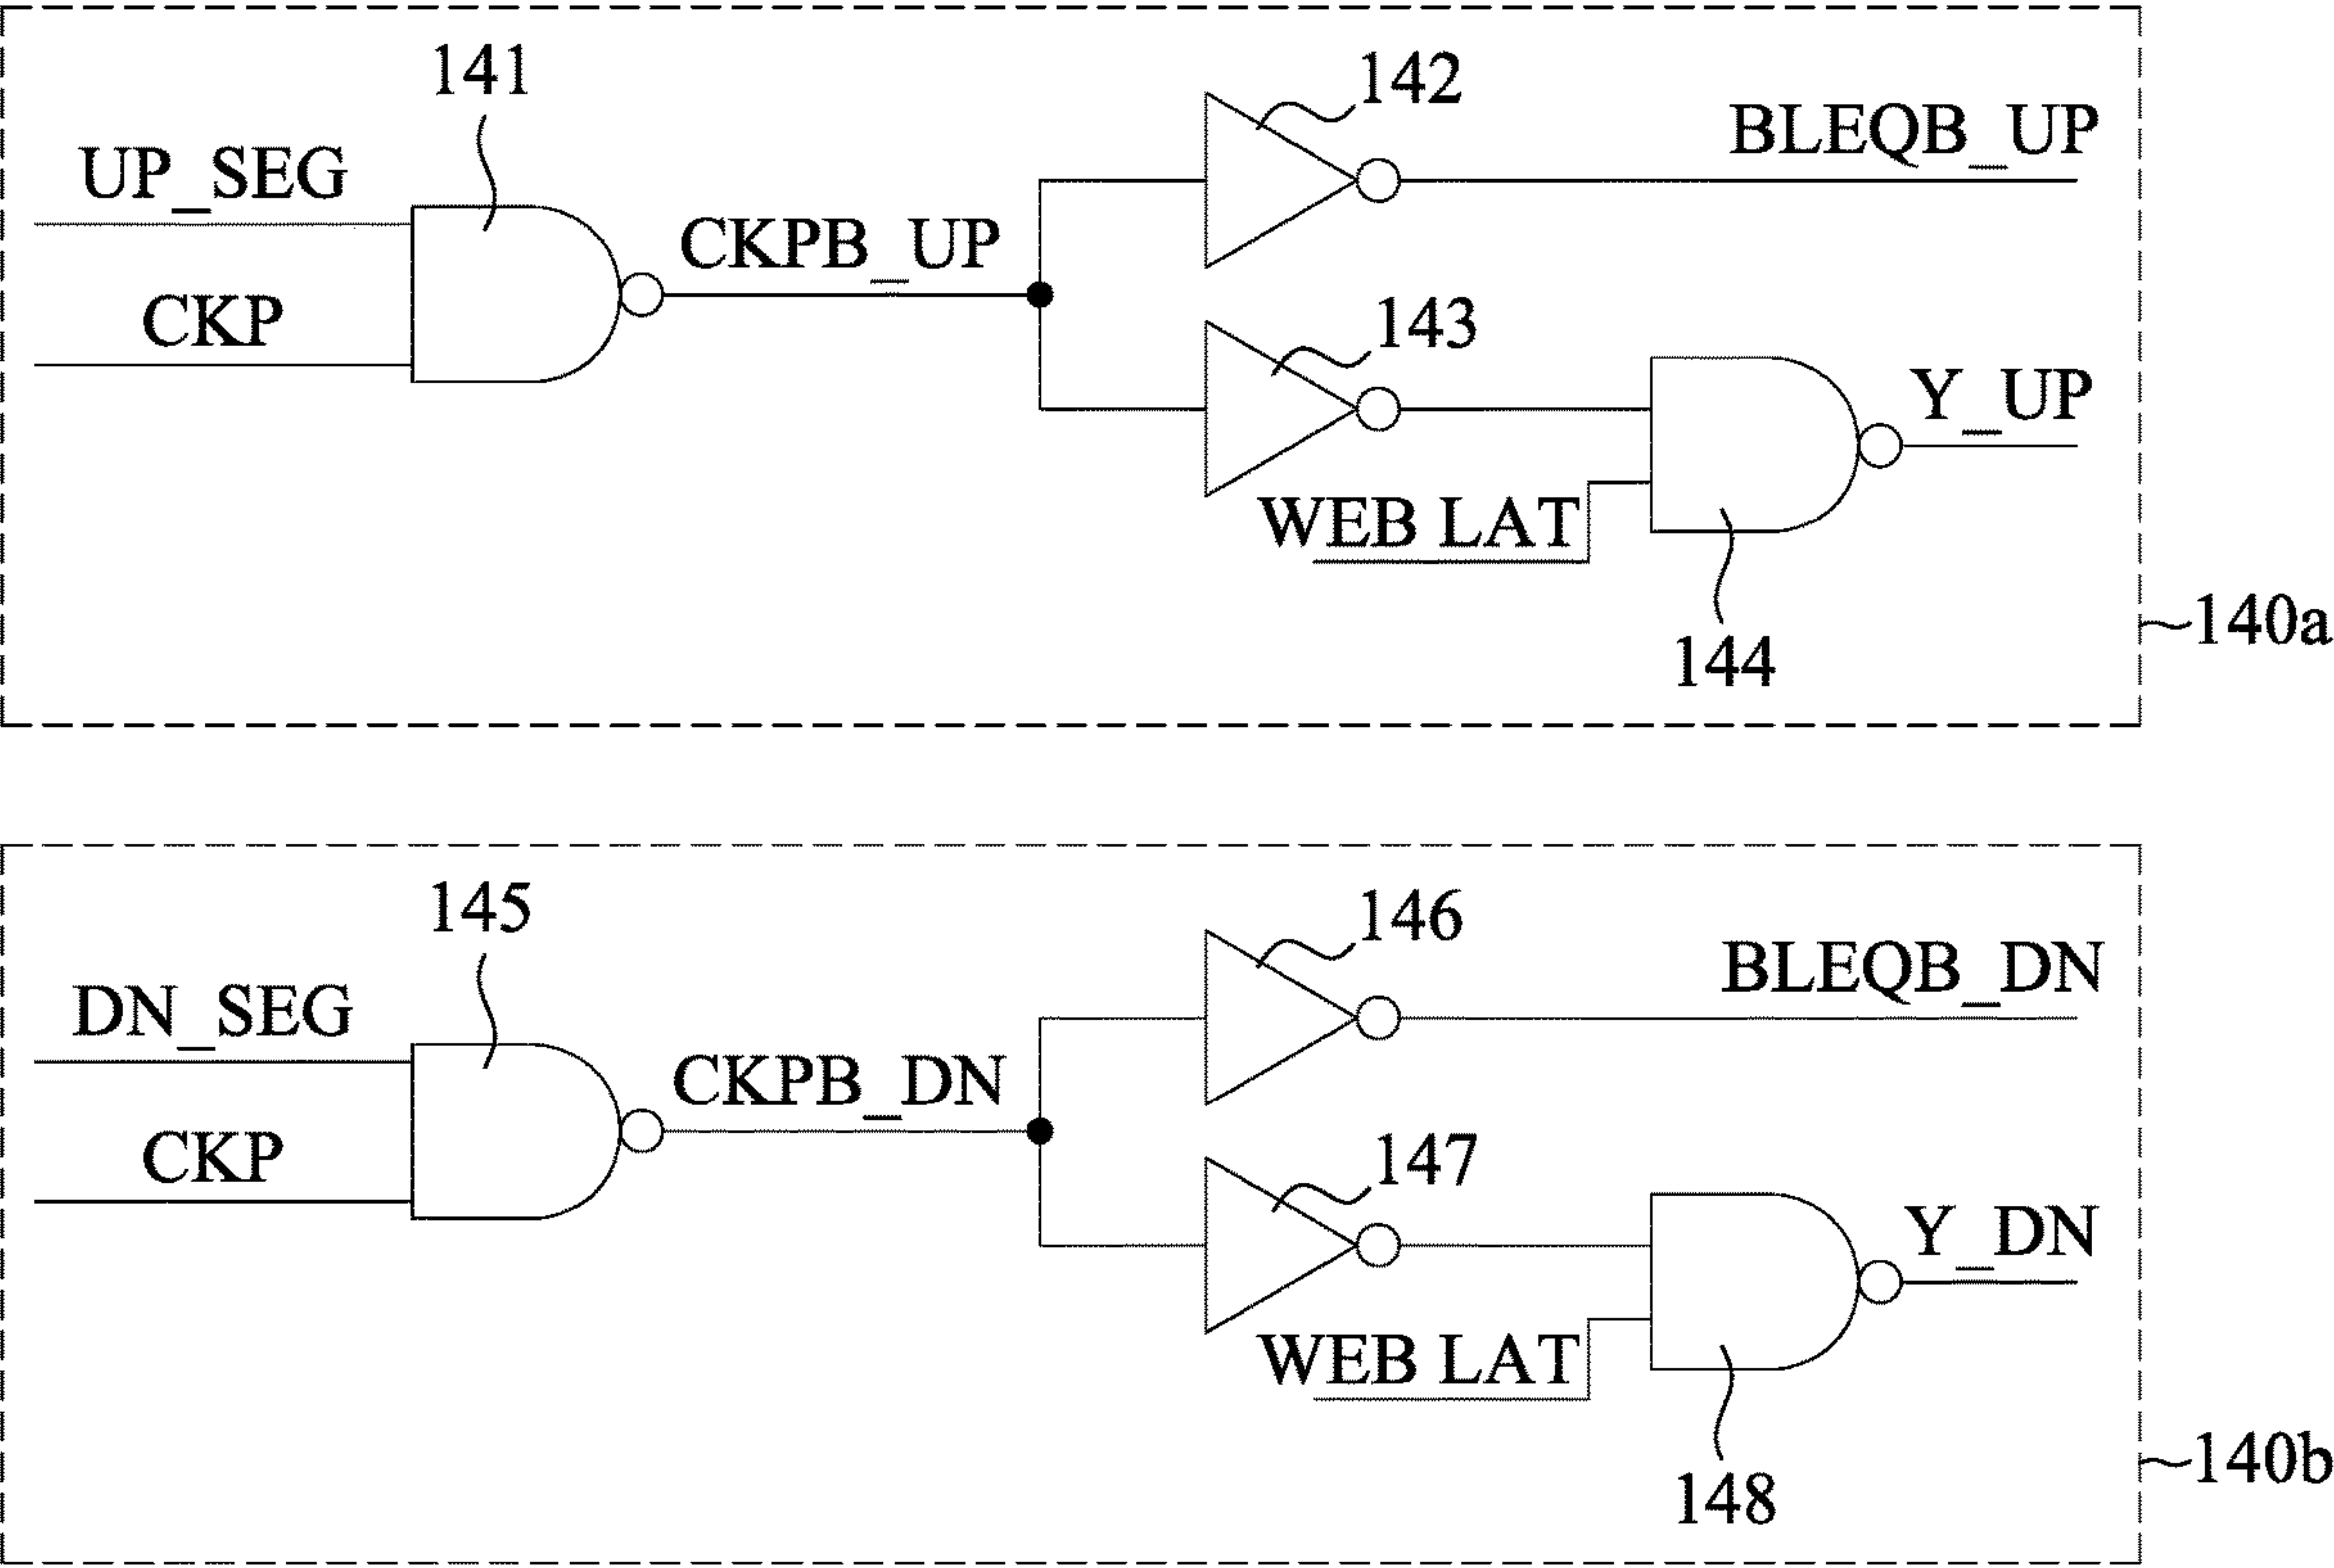 141
142
BLEQB_UP
UP_SEG
CKPB_UP
CKP
143
Y_UP
WEB LAT
144
140a
145
146
BLEQB_DN
DN_SEG
CKPB_DN
CKP
147
Y_DN
WEB LAT
148
140b